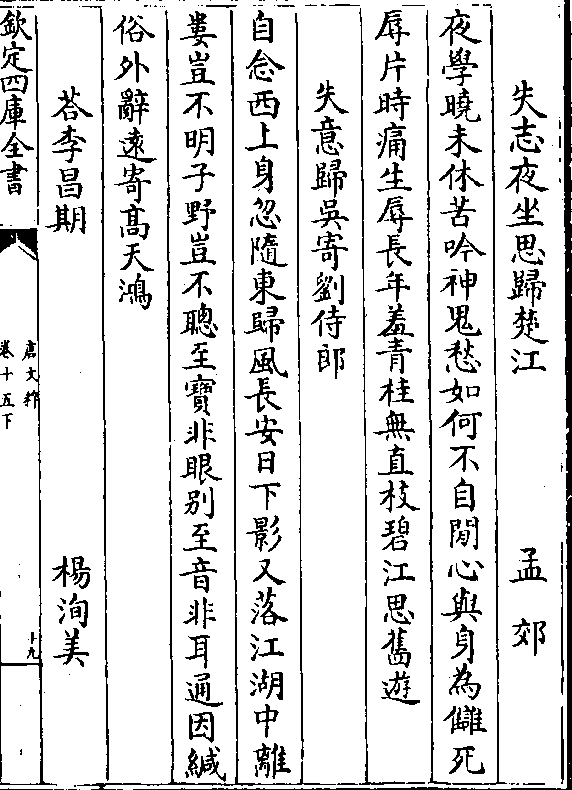 失志夜坐思歸楚江　孟郊
夜學曉未休苦吟神鬼愁如何不自閒心與身為讎死
辱片時痛生辱長年羞青桂無直枝碧江思舊遊
失意歸吳寄劉侍郎
自念西上身忽隨東歸風長安日下影又落江湖中離
婁豈不明子野豈不聰至寶非眼别至音非耳通因緘
俗外辭遠寄髙天鴻
荅李昌期　楊洵美
欽定四庫全書
唐文粹
卷十五下
十九